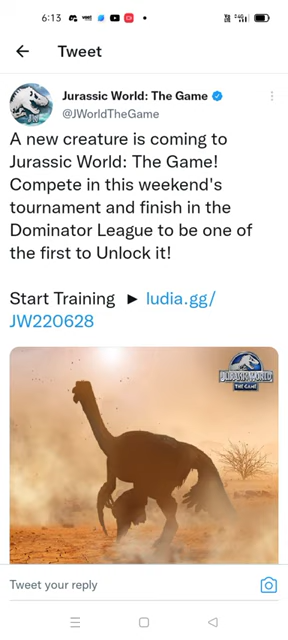 6:13
Tweet
Jurassic World: The Game
@JWorldTheGame
A new creature is coming to
Jurassic World: The Game!
Compete in this weekend's
tournament and finish in the
Dominator League to be one of
the first to Unlock it!
Start Training ► ludia.gg/
JW220628
JURASSIC WORLD
THE GAME
Tweet your reply